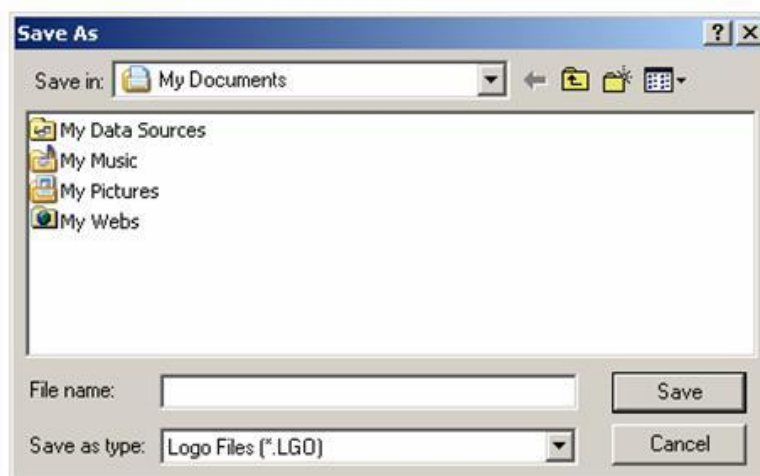 Save As
Save in: My Documents
My Data Sources
My Music
My Pictures
My Webs
File name: Save
Save as type: Logo Files (*.LGO) Cancel